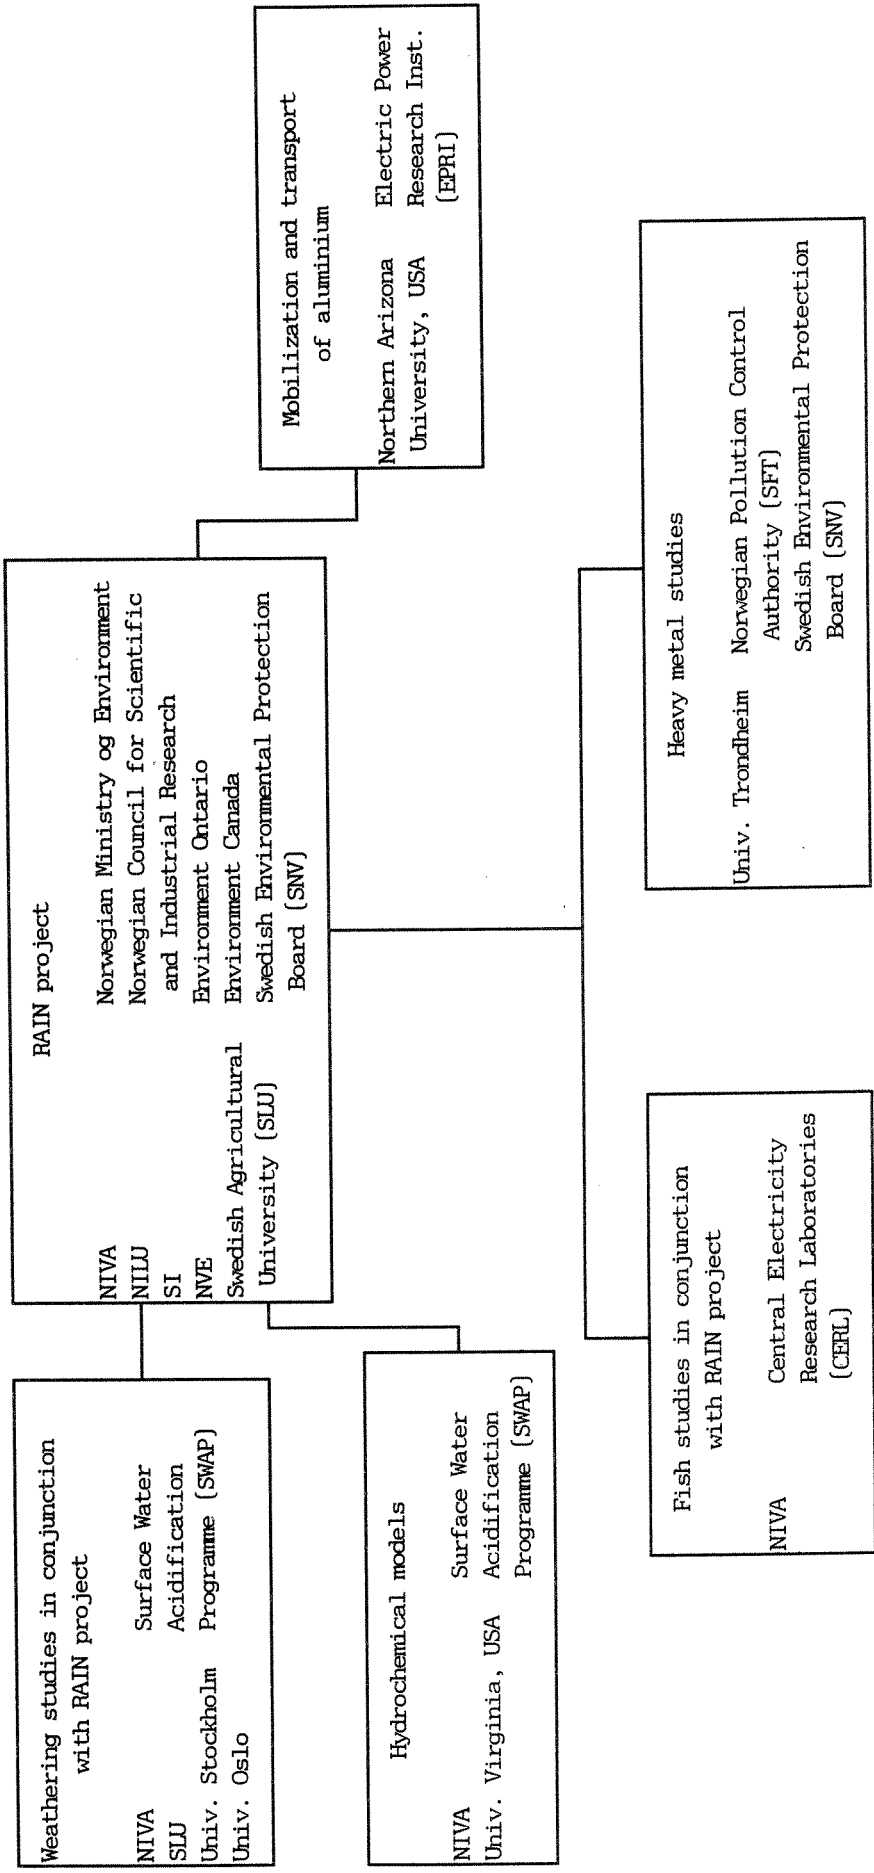 RAIN project
NIVA
NILU
SI
NVE
Swedish Agricultural
University (SLU)
Norwegian Ministry og Environment
Norwegian Council for Scientific
and Industrial Research
Environment Ontario
Environment Canada
Swedish Environmental Protection
Board (SNV)
Weathering studies in conjunction
with RAIN project
NIVA
SLU
Univ. Stockholm
Univ. Oslo
Surface Water
Acidification
Programme (SWAP)
Hydrochemical models
NIVA
Univ. Virginia, USA
Surface Water
Acidification
Programme (SWAP)
Mobilization and transport
of aluminium
Northern Arizona
University, USA
Electric Power
Research Inst.
(EPRI)
Fish studies in conjunction
with RAIN project
NIVA
Central Electricity
Research Laboratories
(CERL)
Heavy metal studies
Univ. Trondheim
Norwegian Pollution Control
Authority (SFT)
Swedish Environmental Protection
Board (SNV)